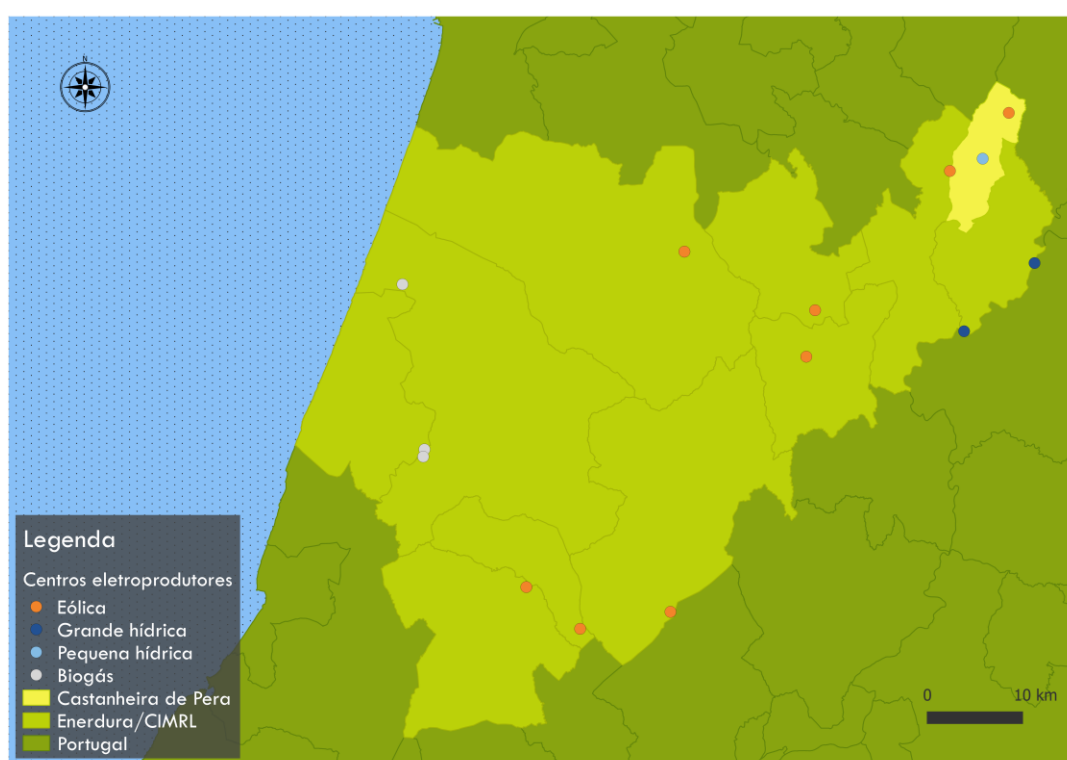 N
Legenda
Centros eletroprodutores
Eólica
Grande hídrica
Pequena hídrica
Biogás
Castanheira de Pera
Enerdura/CIMRL
Portugal
0 10 km